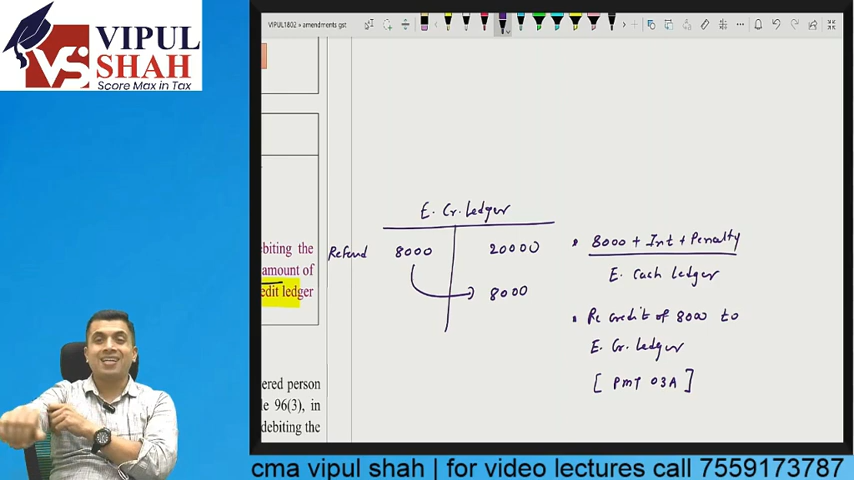 VIPUL
SHAH
Score Max in Tax
VS
VIPUL1802 + amendments gst
biting the
amount of
edit ledger
ered person
le 96(3), in
debiting the
E. Cr. Ledger
Refund 8000 20000
8000
8000 + Int + Penalty
E. Cash ledger
Re credit of 8000 to
E. Cr. ledger
[ PMT 03A ]
cma vipul shah | for video lectures call 7559173787